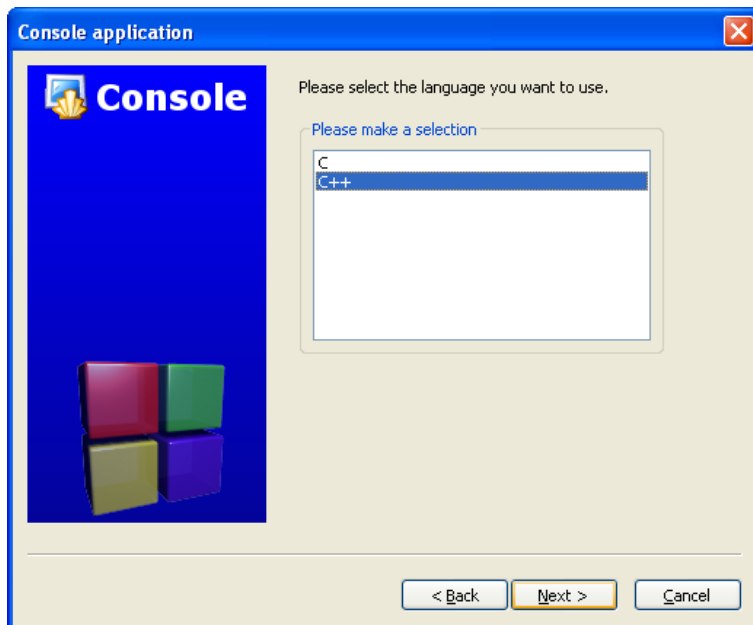 Console application
Console
Please select the language you want to use.
Please make a selection
C
C++
< Back
Next >
Cancel